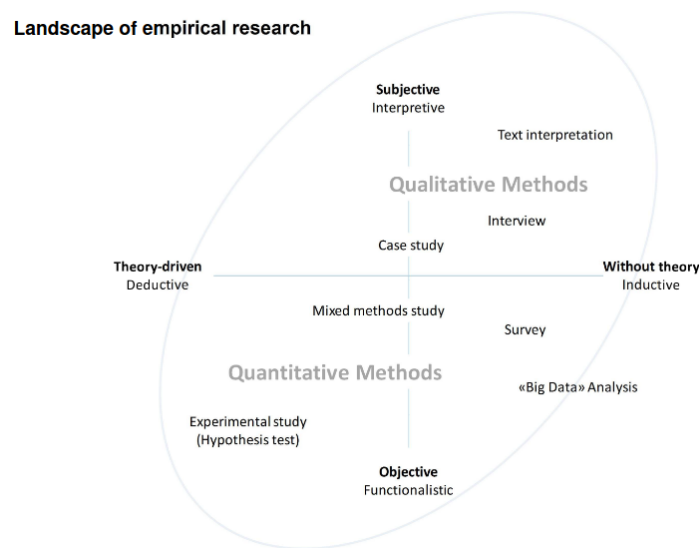 Landscape of empirical research
Subjective
Interpretive
Text interpretation
Qualitative Methods
Interview
Case study
Theory-driven
Deductive
Without theory
Inductive
Mixed methods study
Survey
Quantitative Methods
«Big Data» Analysis
Experimental study
(Hypothesis test)
Objective
Functionalistic